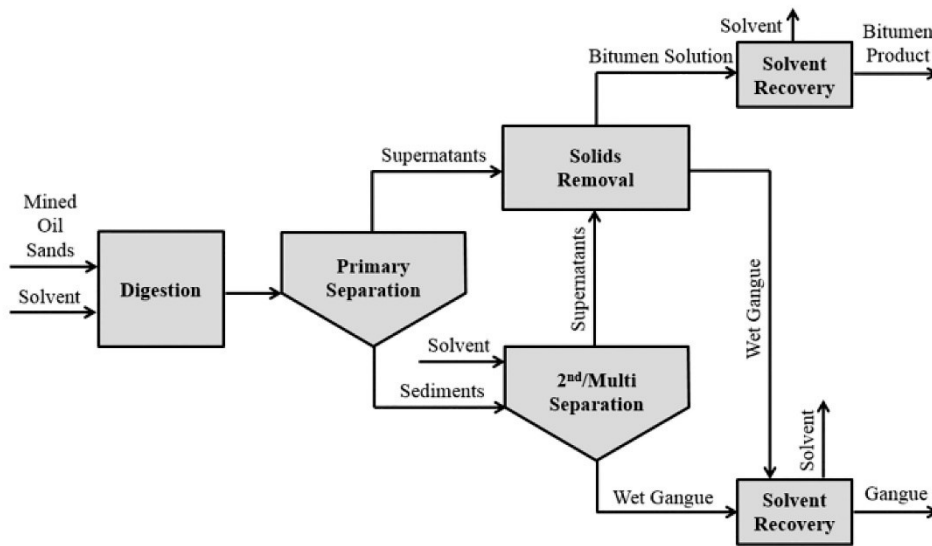 Solvent
Solvent
Recovery
Bitumen
Product
Bitumen Solution
Supernatants
Solids
Removal
Mined
Oil
Sands
Solvent
Digestion
Primary
Separation
Supernatants
Wet Gangue
Solvent
Sediments
2nd/Multi
Separation
Solvent
Wet Gangue
Solvent
Recovery
Gangue